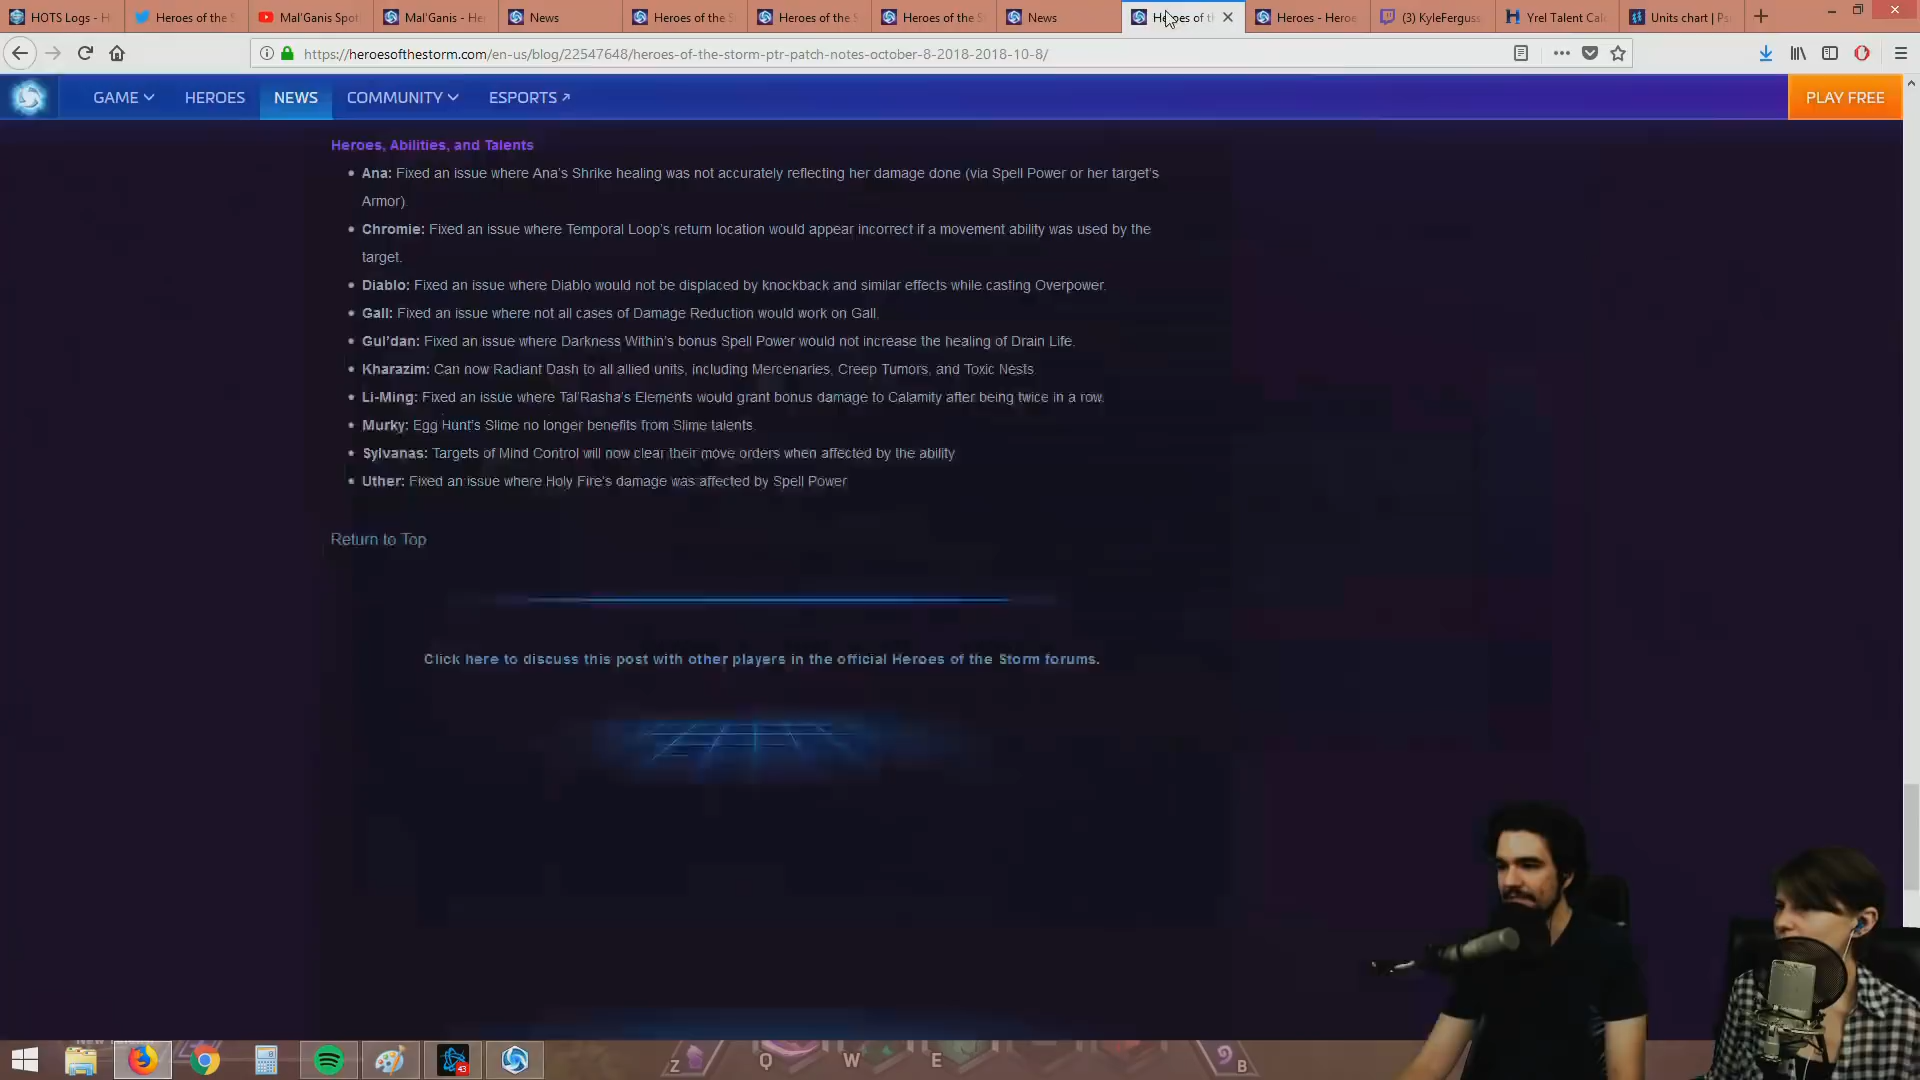 HOTS Logs - H
Heroes of the S
Mal'Ganis Spot
Mal'Ganis - He
News
Heroes of the S
Heroes of the S
Heroes of the S
News
Heroes of th
Heroes - Heroe
(3) KyleFerguss
Yrel Talent Calc
Units chart | Ps
https://heroesofthestorm.com/en-us/blog/22547648/heroes-of-the-storm-ptr-patch-notes-october-8-2018-2018-10-8/
GAME HEROES NEWS COMMUNITY ESPORTS PLAY FREE
Heroes, Abilities, and Talents
Ana: Fixed an issue where Ana's Shrike healing was not accurately reflecting her damage done (via Spell Power or her target's
Armor).
Chromie: Fixed an issue where Temporal Loop's return location would appear incorrect if a movement ability was used by the
target.
Diablo: Fixed an issue where Diablo would not be displaced by knockback and similar effects while casting Overpower.
Gall: Fixed an issue where not all cases of Damage Reduction would work on Gall.
Gul'dan: Fixed an issue where Darkness Within's bonus Spell Power would not increase the healing of Drain Life.
Kharazim: Can now Radiant Dash to all allied units, including Mercenaries, Creep Tumors, and Toxic Nests
Li-Ming: Fixed an issue where Tal'Rasha's Elements would grant bonus damage to Calamity after being twice in a row.
Murky: Egg Hunt's Slime no longer benefits from Slime talents.
Sylvanas: Targets of Mind Control will now clear their move orders when affected by the ability
Uther: Fixed an issue where Holy Fire's damage was affected by Spell Power
Return to Top
Click here to discuss this post with other players in the official Heroes of the Storm forums.
43
Z Q W E B